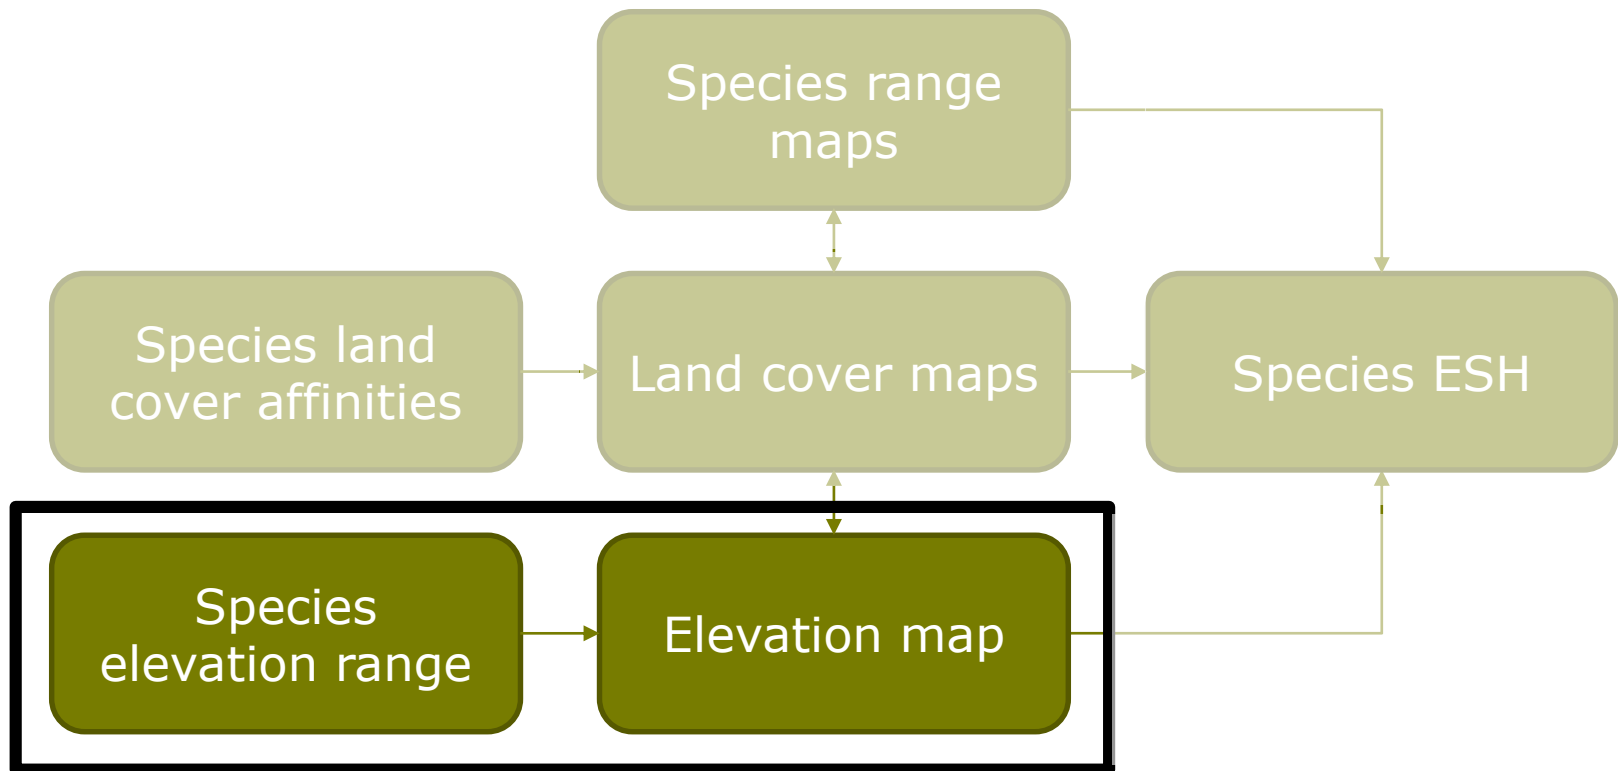 Species range
maps
Species land
cover affinities
Land cover maps
Species ESH
Species
elevation range
Elevation map